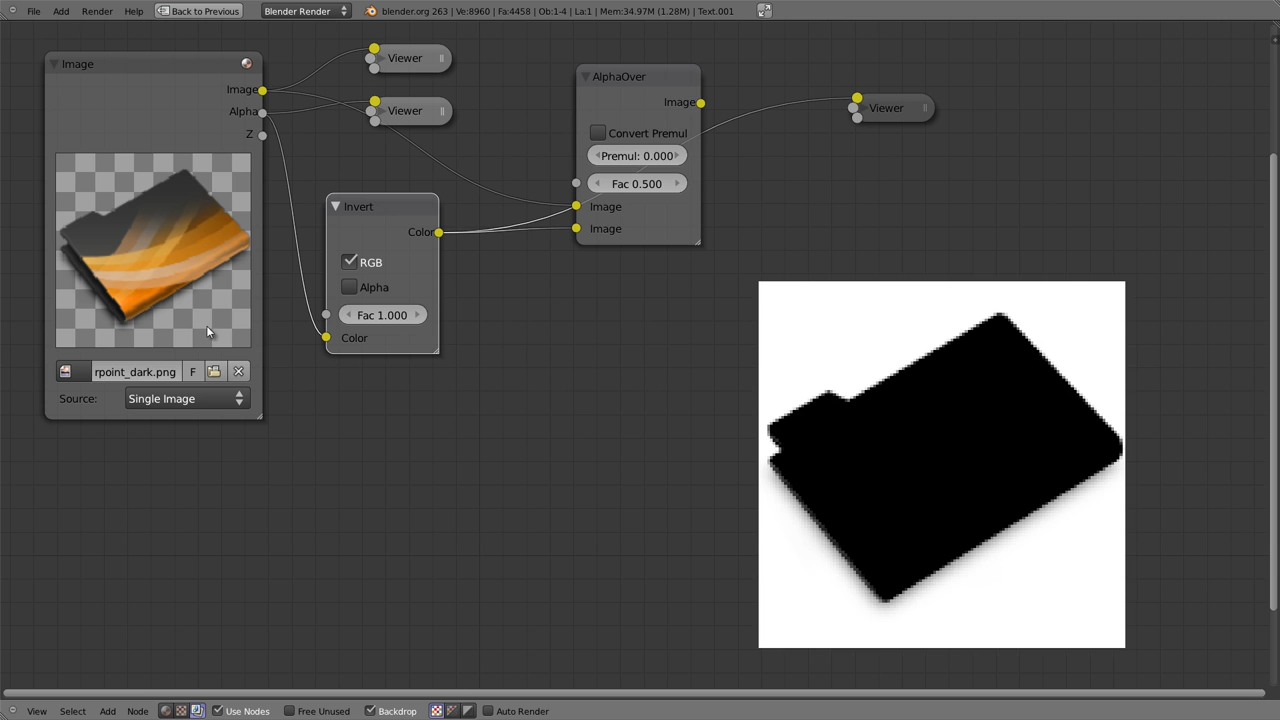 File Add Render Help Back to Previous Blender Render blender.org 263 | Ve:8960 | Fa:4458 | Ob:1-4 | La:1 | Mem:34.97M (1.28M) | Text.001
Image
Image
Alpha
Z
rpoint_dark.png F
Source: Single Image
Viewer
Viewer
Invert
Color
RGB
Alpha
Fac 1.000
Color
AlphaOver
Image
Convert Premul
Premul: 0.000
Fac 0.500
Image
Image
Viewer
View Select Add Node Use Nodes Free Unused Backdrop Auto Render